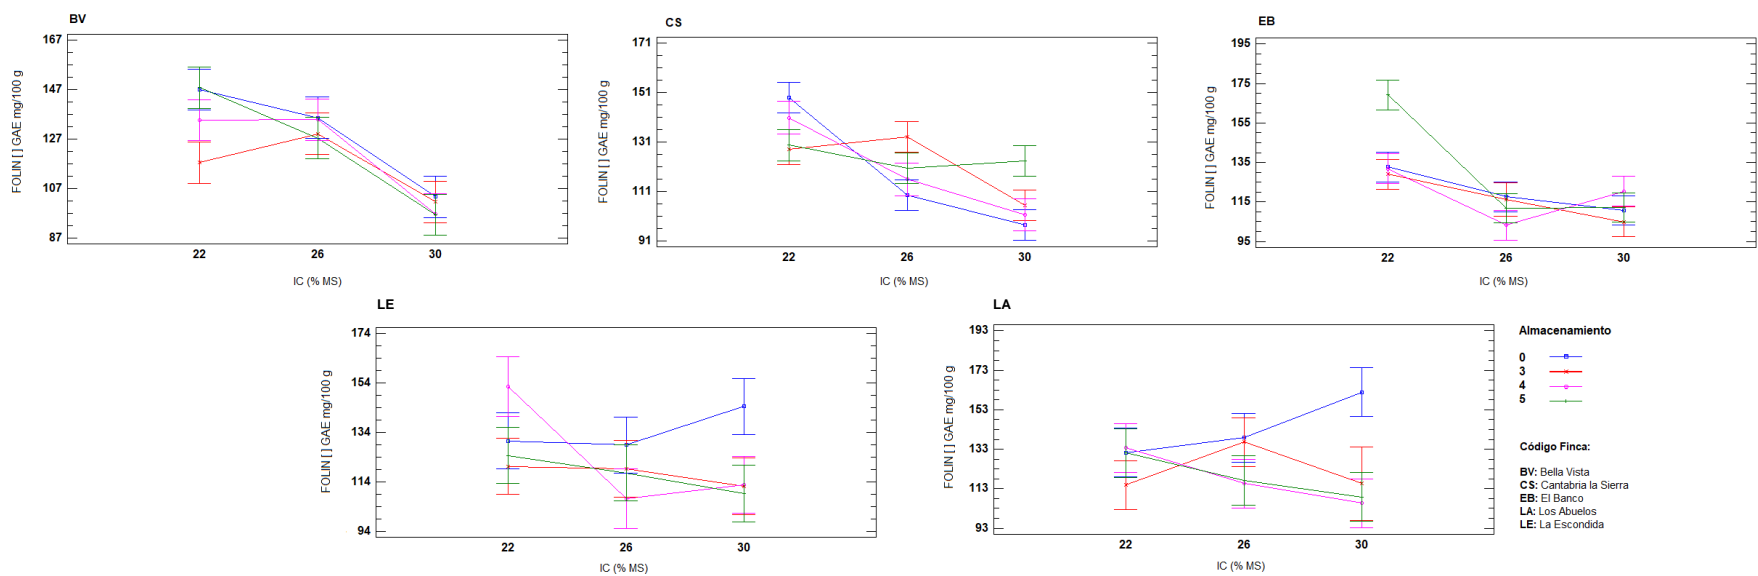 BV
FOLIN [ ] GAE mg/100 g
167
147
127
107
87
22 26 30
IC (% MS)
CS
FOLIN [ ] GAE mg/100 g
171
151
131
111
91
22 26 30
IC (% MS)
EB
FOLIN [ ] GAE mg/100 g
195
175
155
135
115
95
22 26 30
IC (% MS)
LE
FOLIN [ ] GAE mg/100 g
174
154
134
114
94
22 26 30
IC (% MS)
LA
FOLIN [ ] GAE mg/100 g
193
173
153
133
113
93
22 26 30
IC (% MS)
Almacenamiento
0
3
4
5
Código Finca:
BV: Bella Vista
CS: Cantabria la Sierra
EB: El Banco
LA: Los Abuelos
LE: La Escondida